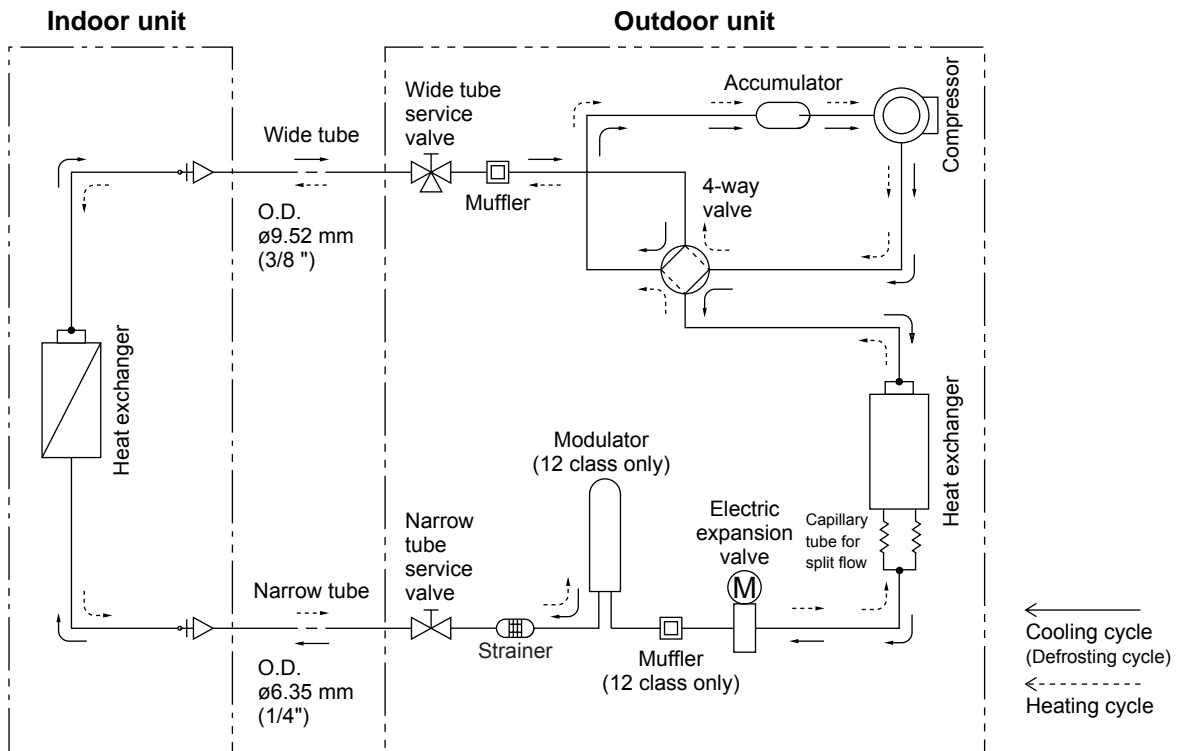 Indoor unit
Outdoor unit
Accumulator
Compressor
Wide tube
service
valve
Wide tube
Muffler
4-way
valve
O.D.
ø9.52 mm
(3/8 ")
Heat exchanger
Heat exchanger
Modulator
(12 class only)
Electric
expansion
valve
Capillary
tube for
split flow
Narrow
tube
service
valve
M
Narrow tube
Strainer
Muffler
(12 class only)
O.D.
ø6.35 mm
(1/4")
Cooling cycle
(Defrosting cycle)
Heating cycle